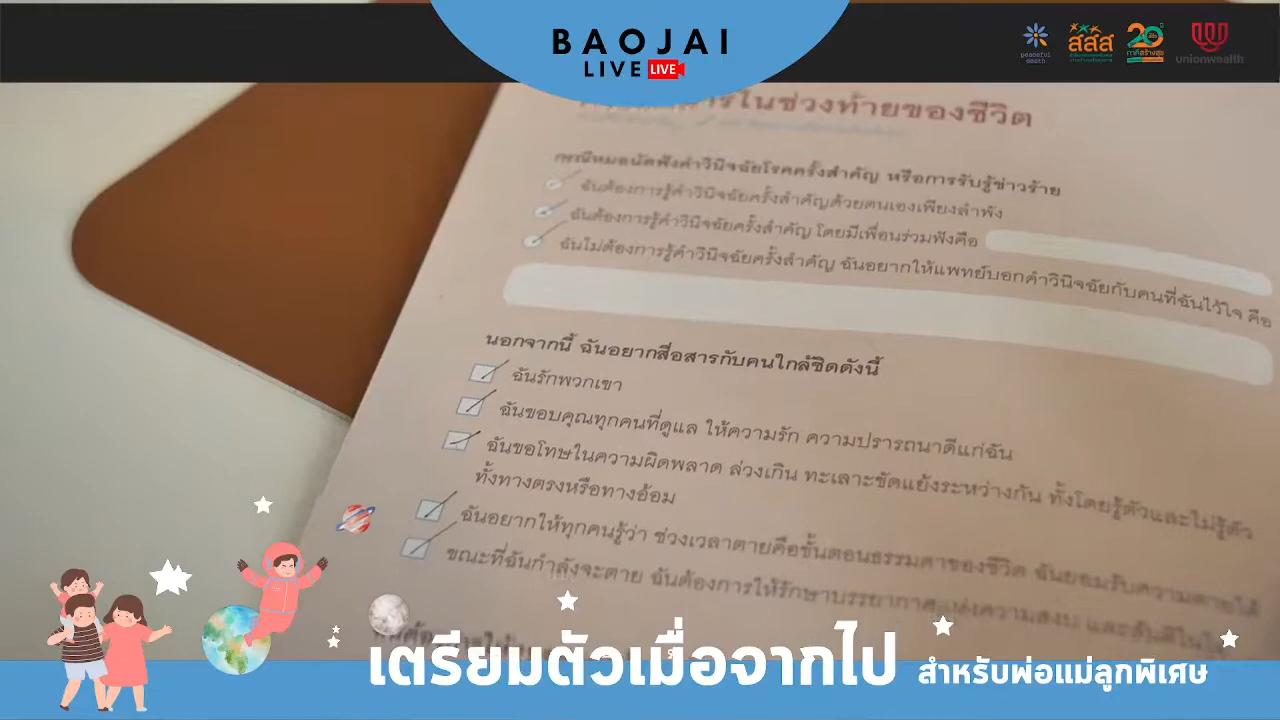 BAOJAI
LIVE LIVE
peaceful death
สสส
20
unionwealth
ในช่วงท้ายของชีวิต
กรณีหมอนัดฟังคำวินิจฉัยโรคครั้งสำคัญ หรือการรับรู้ข่าวร้าย
ฉันต้องการรู้คำวินิจฉัยครั้งสำคัญด้วยตนเองเพียงลำพัง
ฉันต้องการรู้คำวินิจฉัยครั้งสำคัญ โดยมีเพื่อนร่วมฟังคือ
ฉันไม่ต้องการรู้คำวินิจฉัยครั้งสำคัญ ฉันอยากให้แพทย์บอกคำวินิจฉัยกับคนที่ฉันไว้ใจ คือ
นอกจากนี้ ฉันอยากสื่อสารกับคนใกล้ชิดดังนี้
ฉันรักพวกเขา
ฉันขอบคุณทุกคนที่ดูแล ให้ความรัก ความปรารถนาดีแก่ฉัน
ฉันขอโทษในความผิดพลาด ล่วงเกิน ทะเลาะขัดแย้งระหว่างกัน ทั้งโดยรู้ตัวและไม่รู้ตัว
ทั้งทางตรงหรือทางอ้อม
ฉันอยากให้ทุกคนรู้ว่า ช่วงเวลาตายคือขั้นตอนธรรมดาของชีวิต ฉันยอมรับความตายได้
ขณะที่ฉันกำลังจะตาย ฉันต้องการให้รักษาบรรยากาศแห่งความสงบ และสันติในใจ
เตรียมตัวเมื่อจากไป สำหรับพ่อแม่ลูกพิเศษ